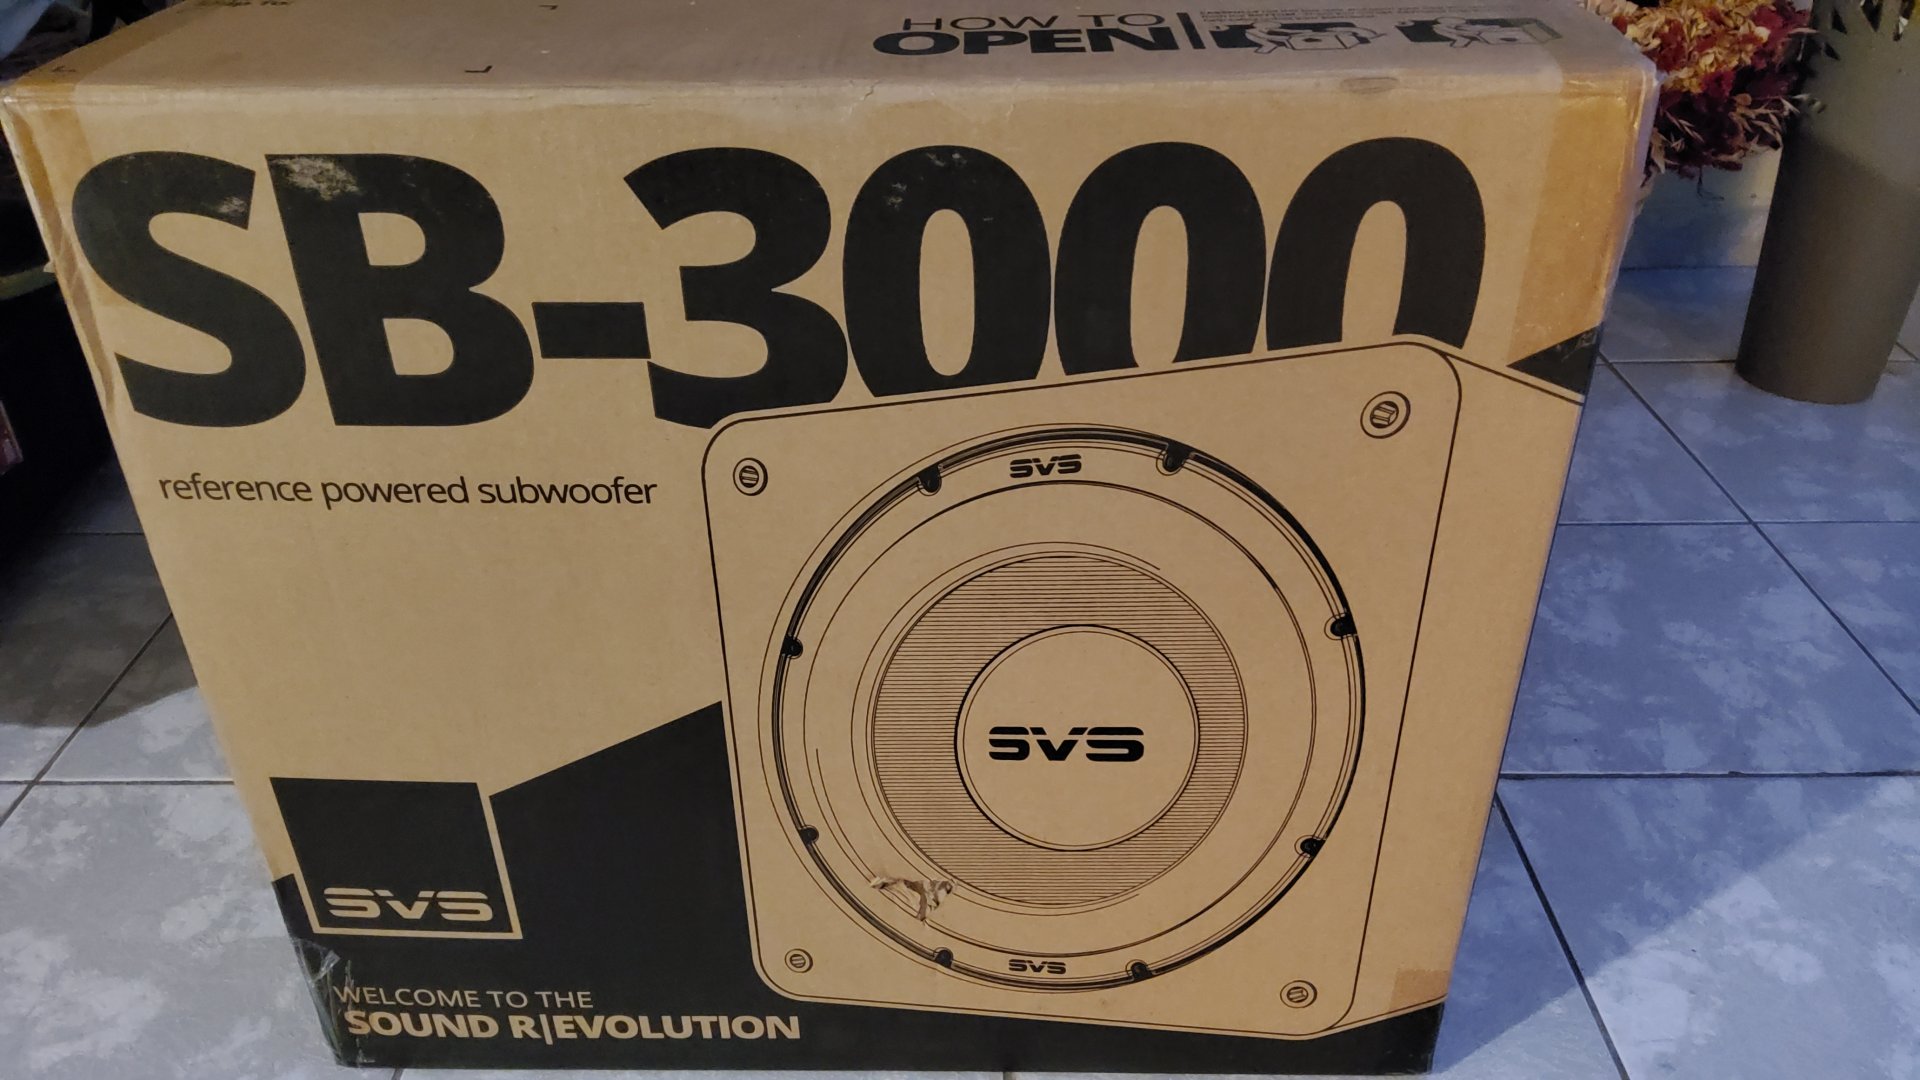 HOW TO
OPEN
SB-3000
reference powered subwoofer
SVS
SVS
SVS
SVS
WELCOME TO THE
SOUND R|EVOLUTION